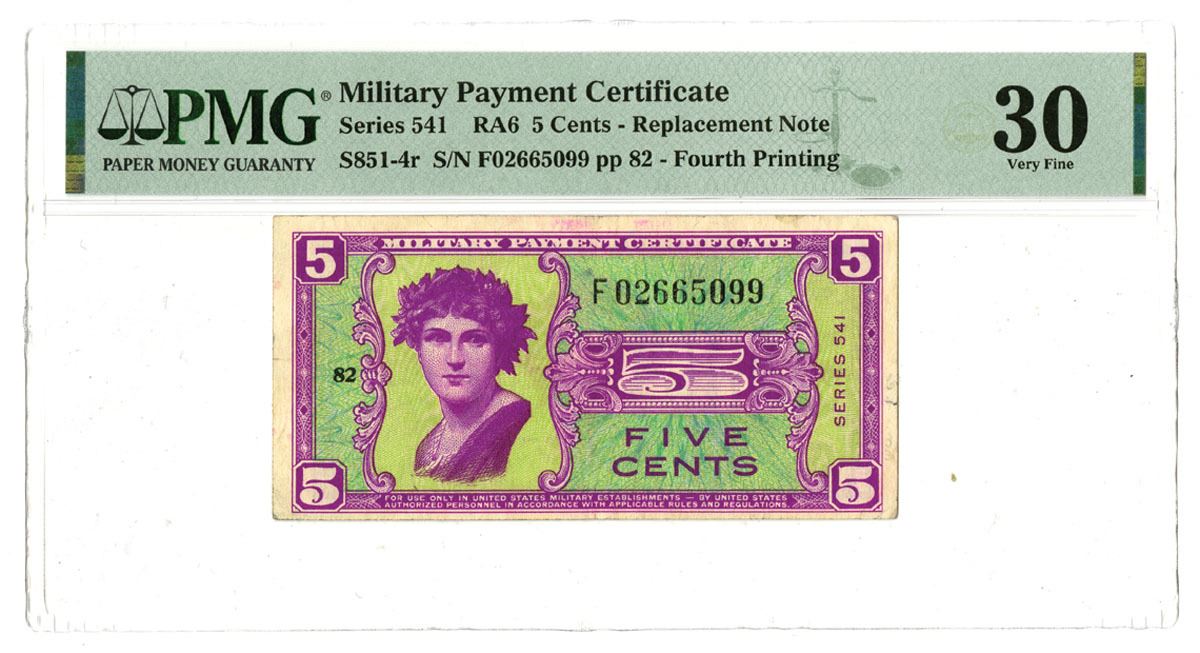 PMG®
PAPER MONEY GUARANTY
Military Payment Certificate
Series 541 RA6 5 Cents - Replacement Note
S851-4r S/N F02665099 pp 82 - Fourth Printing
30
Very Fine
5 MILITARY PAYMENT CERTIFICATE 5
F02665099
82
5
SERIES 541
FIVE
CENTS
5 5
FOR USE ONLY IN UNITED STATES MILITARY ESTABLISHMENTS — BY UNITED STATES
AUTHORIZED PERSONNEL IN ACCORDANCE WITH APPLICABLE RULES AND REGULATIONS.